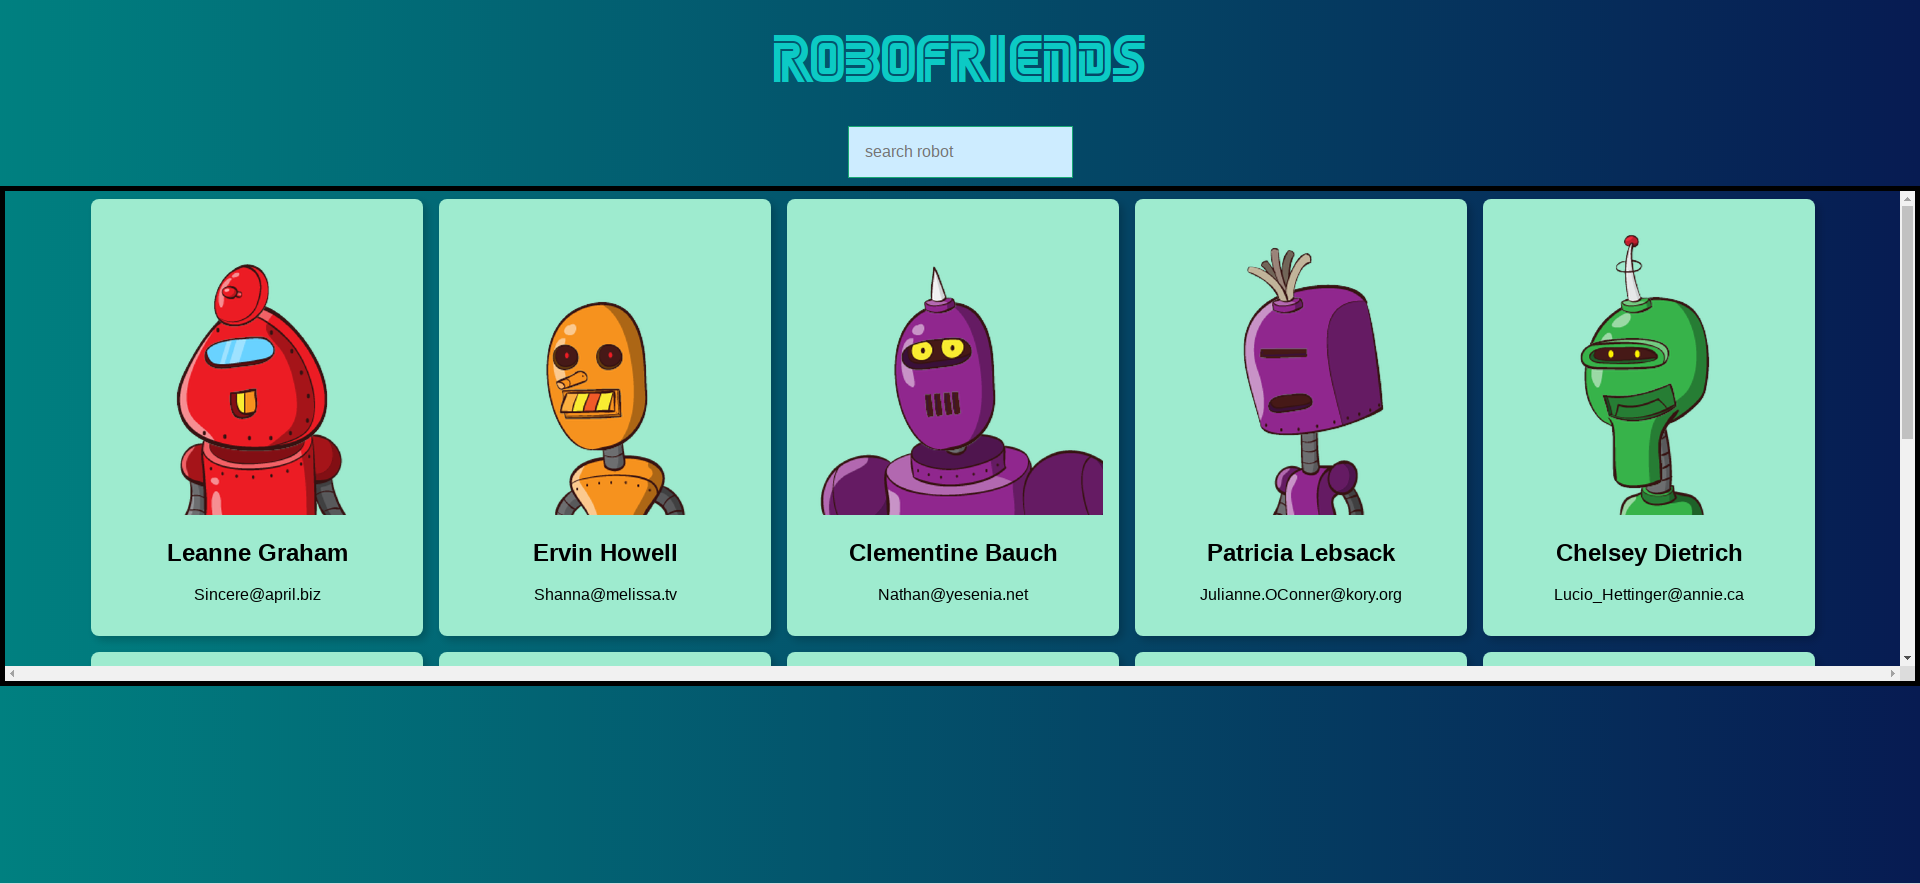 ROBOFRIENDS
search robot
Leanne Graham
Sincere@april.biz
Ervin Howell
Shanna@melissa.tv
Clementine Bauch
Nathan@yesenia.net
Patricia Lebsack
Julianne.OConner@kory.org
Chelsey Dietrich
Lucio_Hettinger@annie.ca